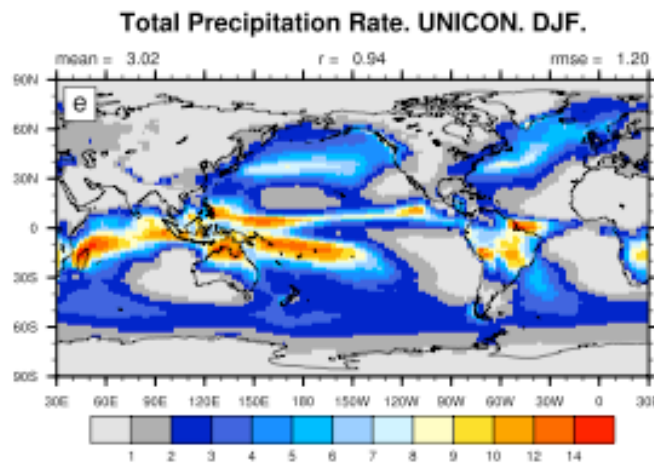 Total Precipitation Rate. UNICON. DJF.
mean = 3.02 r = 0.94 rmse = 1.20
e
90N
60N
30N
0
30S
60S
90S
30E 60E 90E 120E 150E 180 150W 120W 90W 60W 30W 0 30E
1 2 3 4 5 6 7 8 9 10 12 14